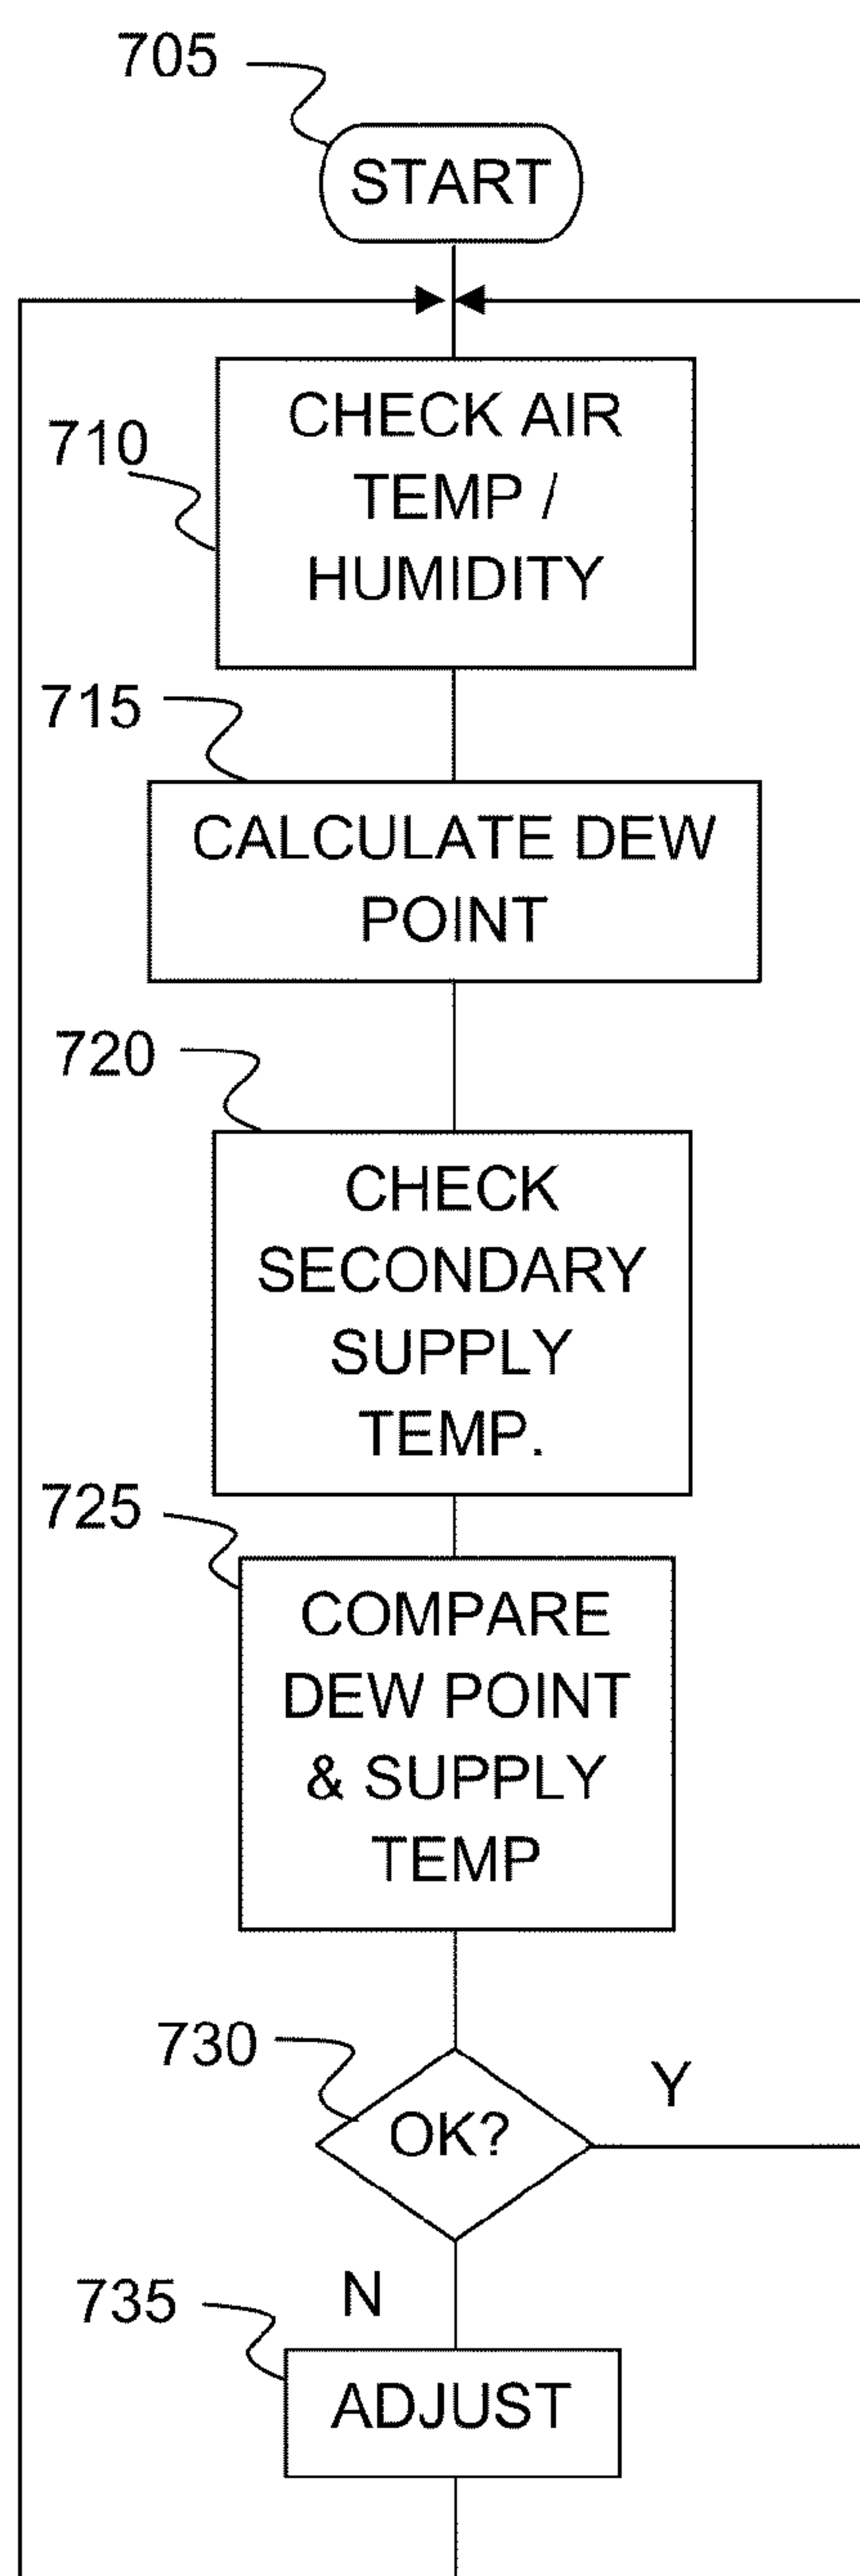 705
START
710
CHECK AIR
TEMP /
HUMIDITY
715
CALCULATE DEW
POINT
720
CHECK
SECONDARY
SUPPLY
TEMP.
725
COMPARE
DEW POINT
& SUPPLY
TEMP
730
OK?
Y
N
735
ADJUST